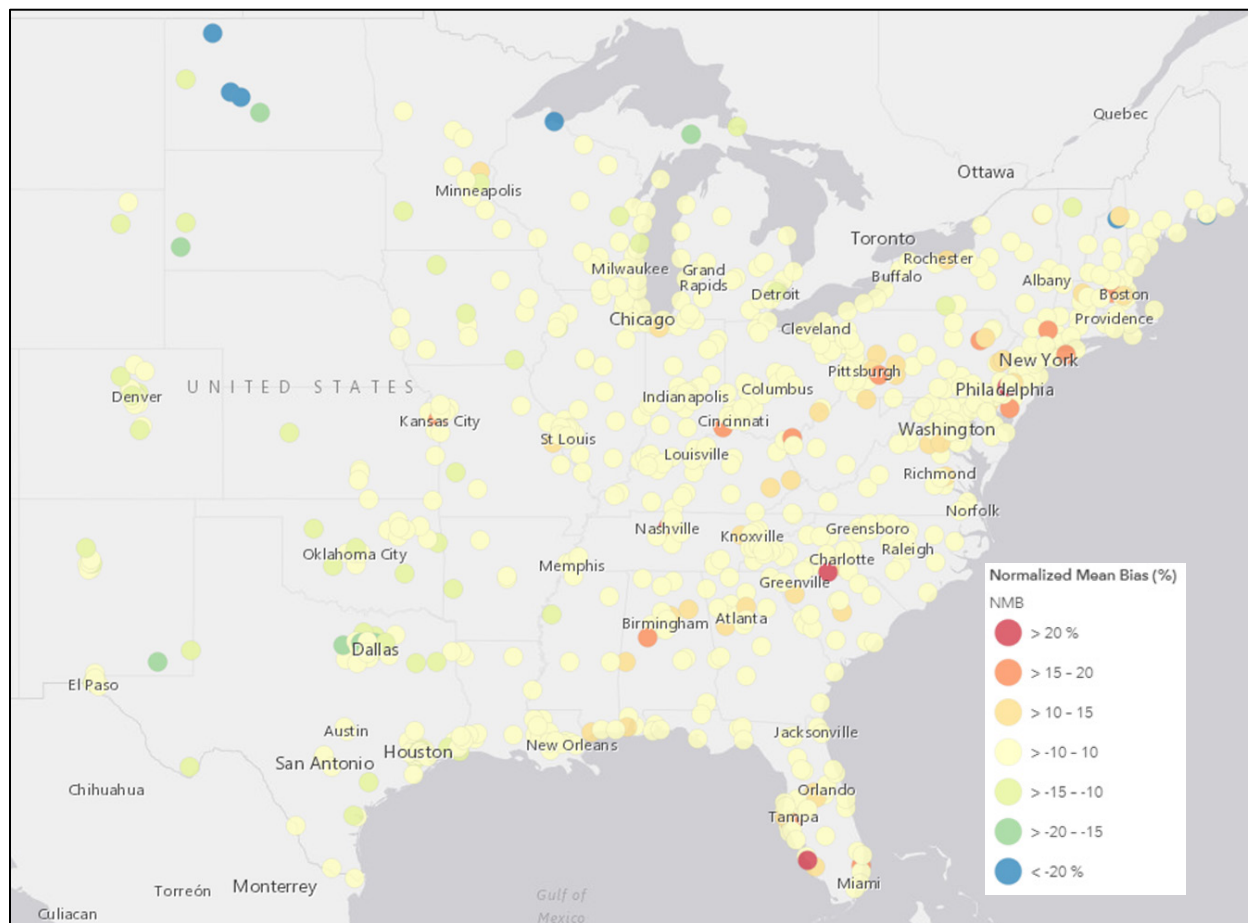 Quebec
Ottawa
Minneapolis
Toronto
Rochester
Buffalo
Milwaukee
Grand
Rapids
Detroit
Albany
Boston
Providence
Chicago
Cleveland
New York
Pittsburgh
UNITED STATES
Denver
Indianapolis
Columbus
Philadelphia
Kansas City
St Louis
Cincinnati
Washington
Louisville
Richmond
Norfolk
Nashville
Knoxville
Greensboro
Raleigh
Oklahoma City
Memphis
Charlotte
Greenville
Birmingham
Atlanta
Dallas
El Paso
Austin
Houston
New Orleans
Jacksonville
San Antonio
Chihuahua
Orlando
Tampa
Miami
Torreón
Monterrey
Culiacan
Gulf of
Mexico
Normalized Mean Bias (%)
NMB
> 20 %
> 15 – 20
> 10 – 15
> -10 – 10
> -15 – -10
> -20 – -15
< -20 %